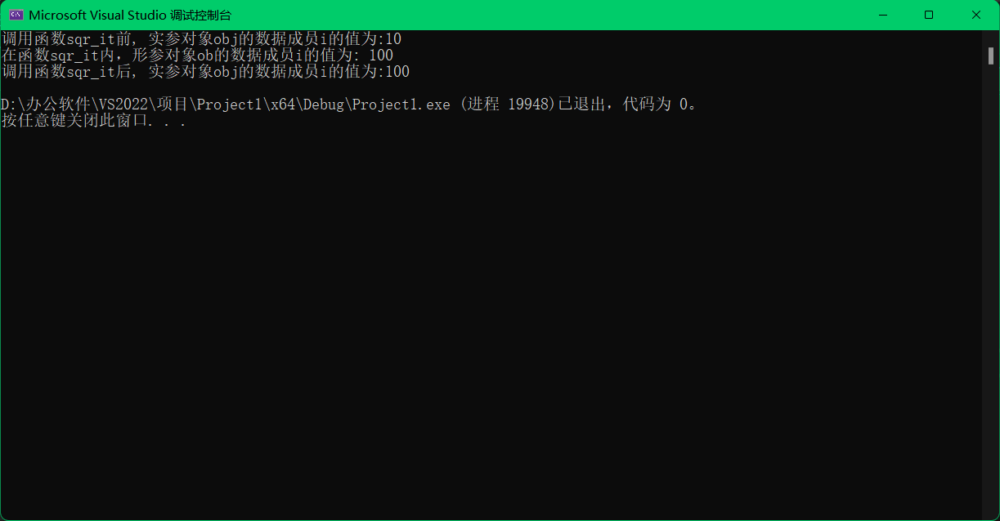 Microsoft Visual Studio 调试控制台
调用函数sqr_it前, 实参对象obj的数据成员i的值为:10
在函数sqr_it内，形参对象ob的数据成员i的值为: 100
调用函数sqr_it后, 实参对象obj的数据成员i的值为:100
D:\办公软件\VS2022\项目\Project1\x64\Debug\Project1.exe (进程 19948)已退出，代码为 0。
按任意键关闭此窗口. . .